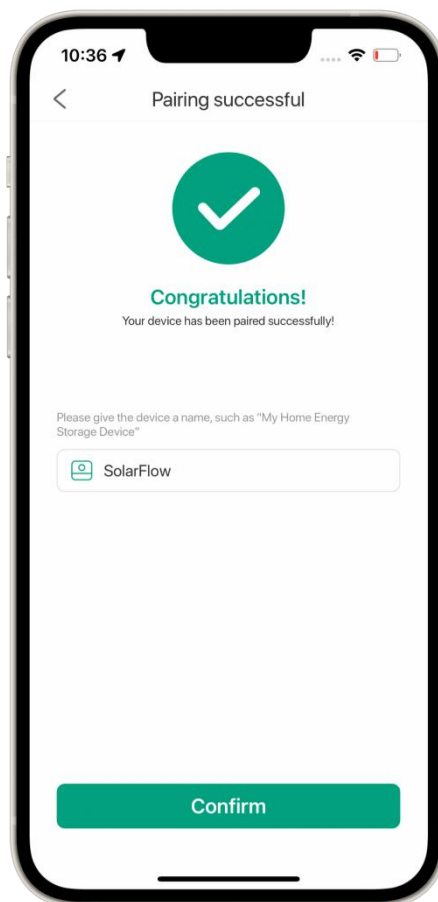 10:36
Pairing successful
Congratulations!
Your device has been paired successfully!
Please give the device a name, such as "My Home Energy
Storage Device"
SolarFlow
Confirm